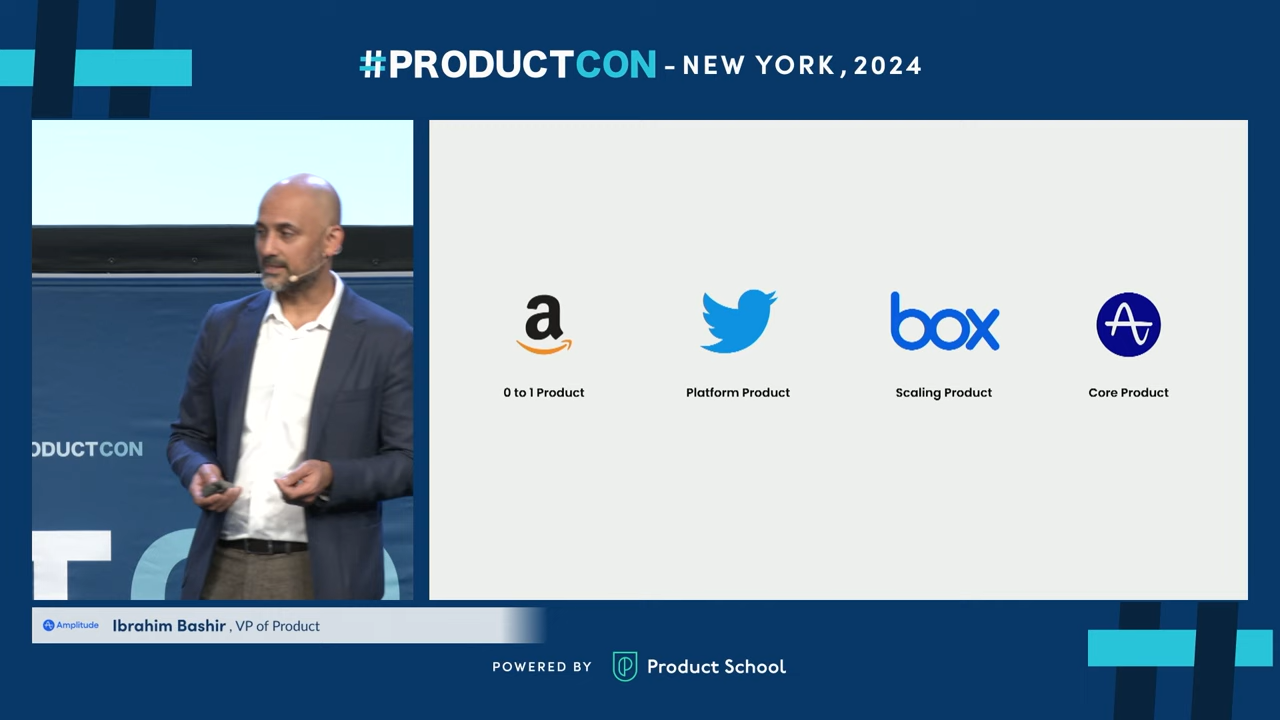 #PRODUCTCON - NEW YORK, 2024
a
box
0 to 1 Product
Platform Product
Scaling Product
Core Product
ODUCTCON
T
Amplitude
Ibrahim Bashir , VP of Product
POWERED BY
Product School